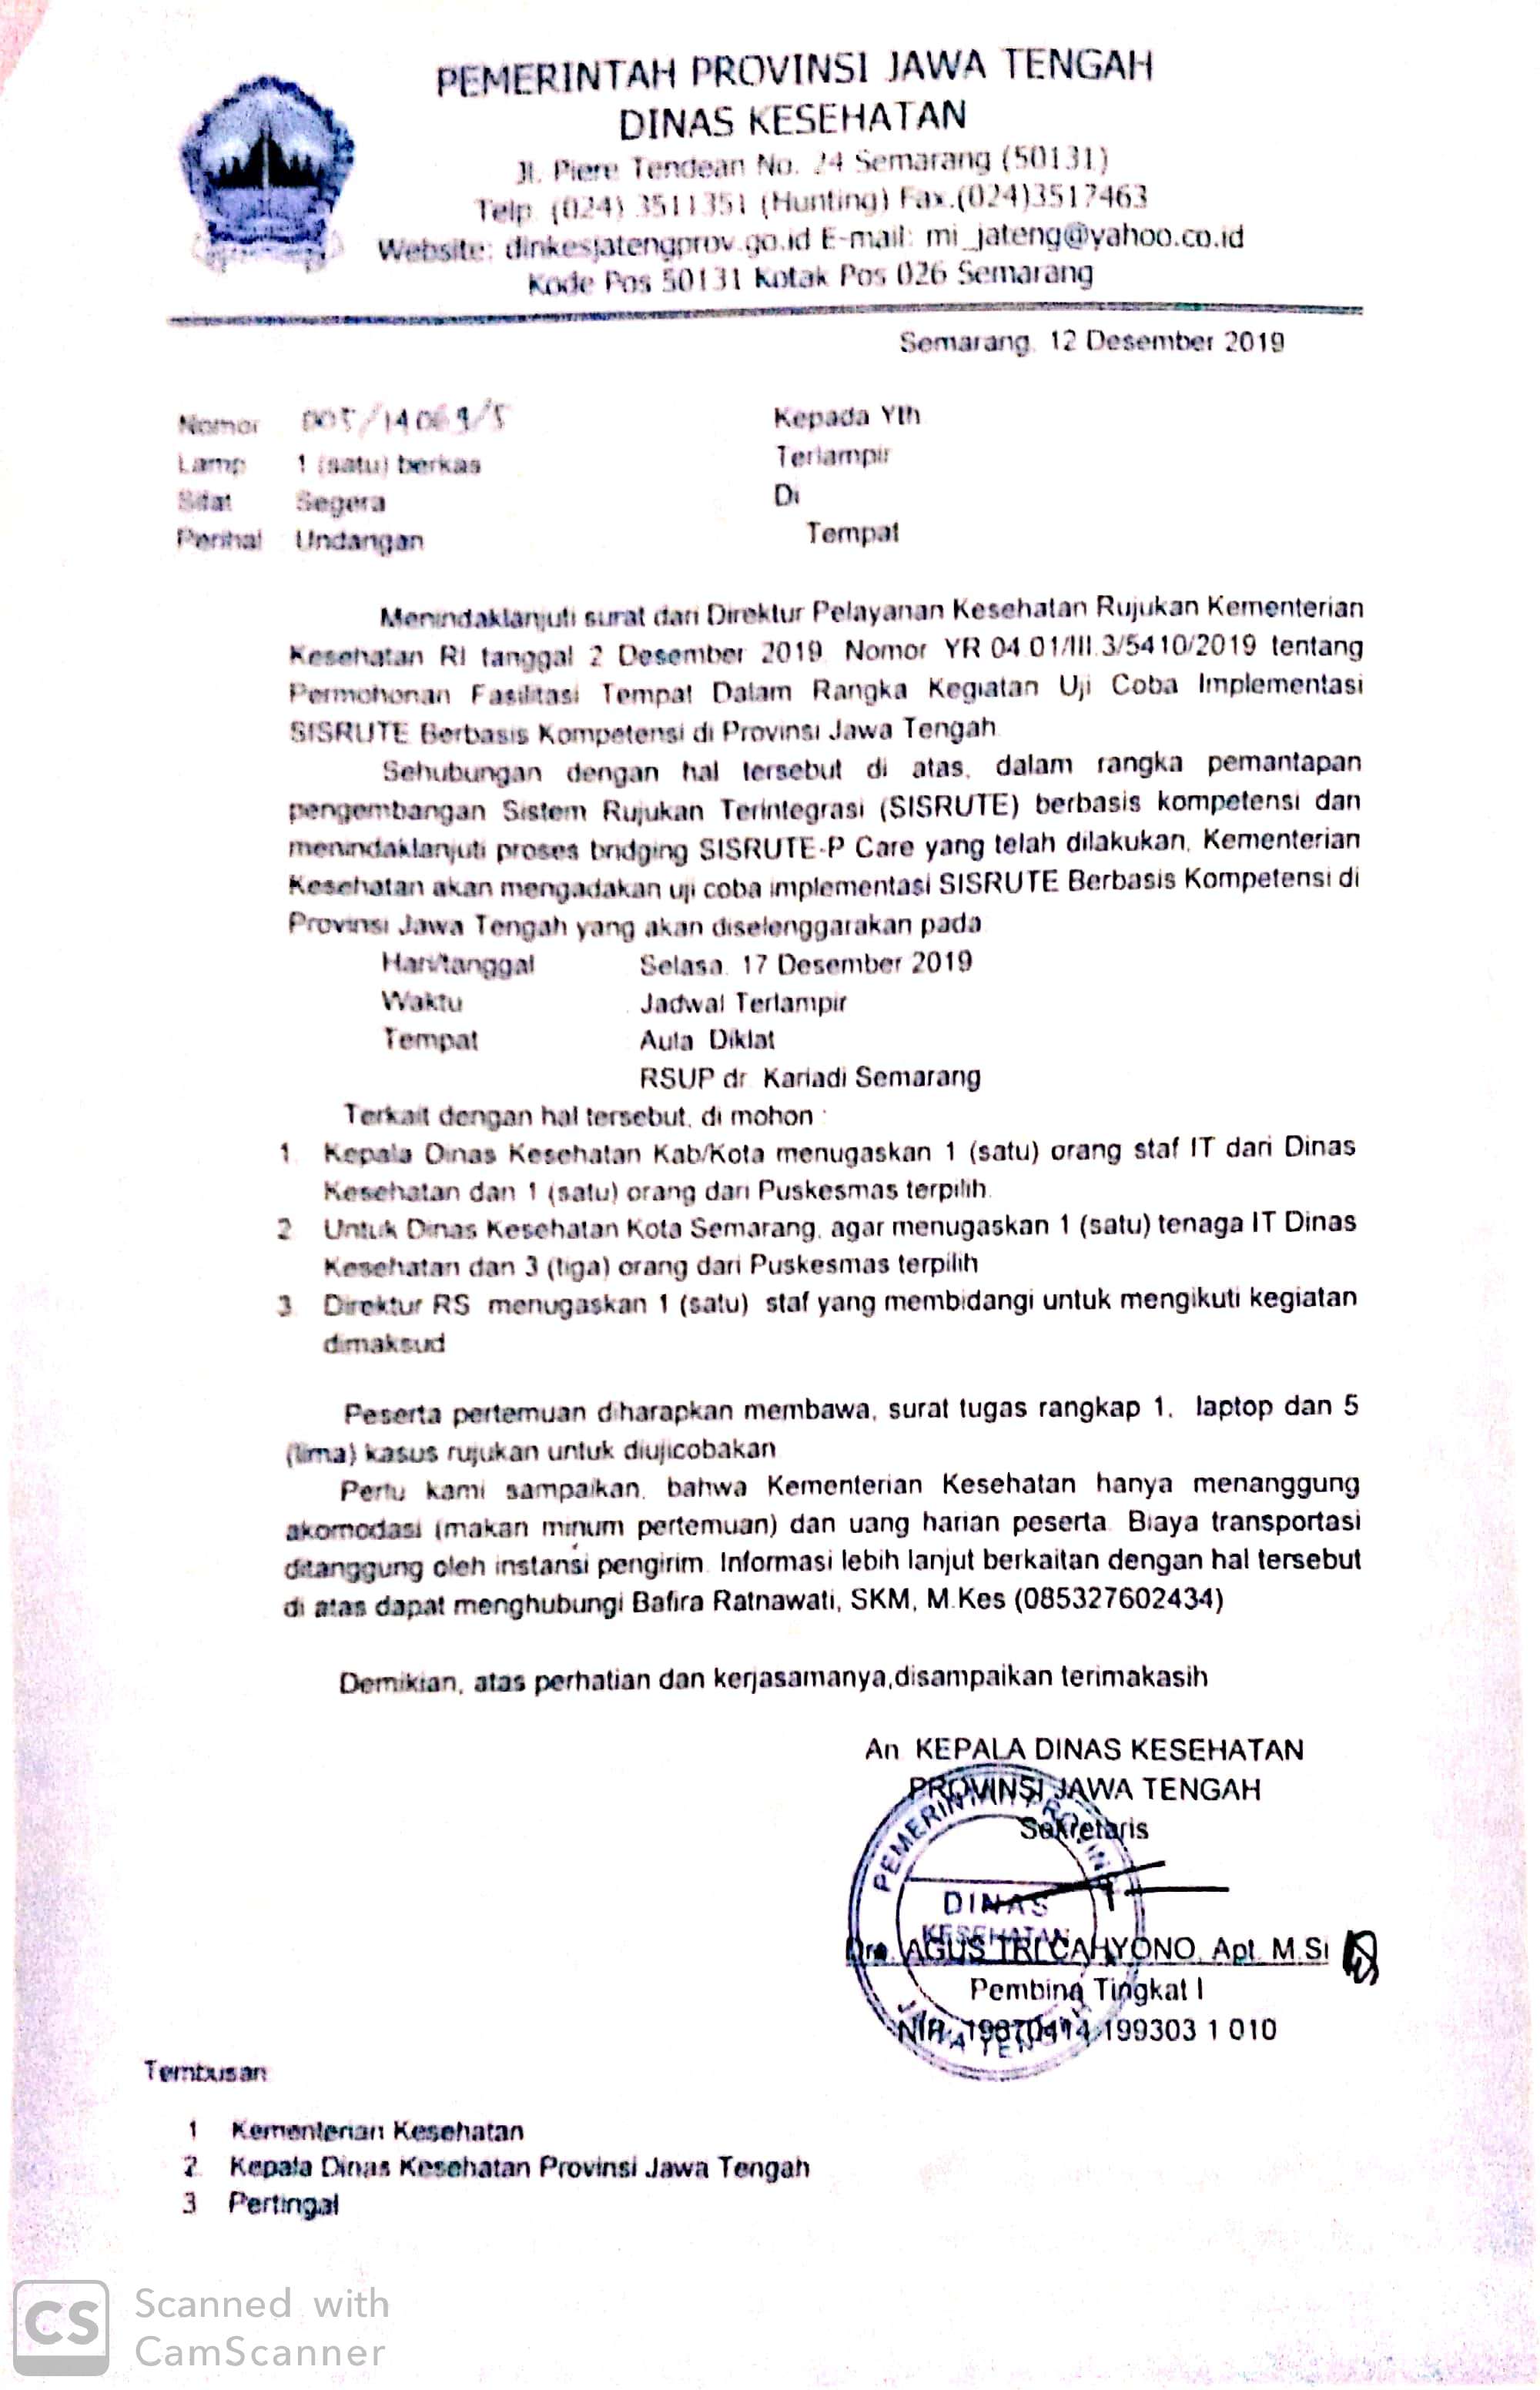 PEMERINTAH PROVINSI JAWA TENGAH
DINAS KESEHATAN
Jl. Piere Tendean No. 24 Semarang (50131)
Telp. (024) 3511351 (Hunting) Fax.(024)3517463
Website: dinkesjatengprov.go.id E-mail: mi_jateng@yahoo.co.id
Kode Pos 50131 Kotak Pos 026 Semarang
Semarang, 12 Desember 2019
Nomor 005/14069/5
Lamp 1 (satu) berkas
Sifat Segera
Perihal Undangan
Kepada Yth
Terlampir
Di
Tempat
Menindaklanjuti surat dari Direktur Pelayanan Kesehatan Rujukan Kementerian
Kesehatan RI tanggal 2 Desember 2019 Nomor YR 04.01/III.3/5410/2019 tentang
Permohonan Fasilitasi Tempat Dalam Rangka Kegiatan Uji Coba Implementasi
SISRUTE Berbasis Kompetensi di Provinsi Jawa Tengah
Sehubungan dengan hal tersebut di atas, dalam rangka pemantapan
pengembangan Sistem Rujukan Terintegrasi (SISRUTE) berbasis kompetensi dan
menindaklanjuti proses bridging SISRUTE-P Care yang telah dilakukan, Kementerian
Kesehatan akan mengadakan uji coba implementasi SISRUTE Berbasis Kompetensi di
Provinsi Jawa Tengah yang akan diselenggarakan pada
Hari/tanggal Selasa, 17 Desember 2019
Waktu Jadwal Terlampir
Tempat Aula Diklat
RSUP dr. Kariadi Semarang
Terkait dengan hal tersebut, di mohon :
1 Kepala Dinas Kesehatan Kab/Kota menugaskan 1 (satu) orang staf IT dari Dinas
Kesehatan dan 1 (satu) orang dari Puskesmas terpilih.
2 Untuk Dinas Kesehatan Kota Semarang, agar menugaskan 1 (satu) tenaga IT Dinas
Kesehatan dan 3 (tiga) orang dari Puskesmas terpilih
3 Direktur RS menugaskan 1 (satu) staf yang membidangi untuk mengikuti kegiatan
dimaksud
Peserta pertemuan diharapkan membawa, surat tugas rangkap 1, laptop dan 5
(lima) kasus rujukan untuk diujicobakan
Perlu kami sampaikan, bahwa Kementerian Kesehatan hanya menanggung
akomodasi (makan minum pertemuan) dan uang harian peserta. Biaya transportasi
ditanggung oleh instansi pengirim. Informasi lebih lanjut berkaitan dengan hal tersebut
di atas dapat menghubungi Bafira Ratnawati, SKM, M.Kes (085327602434)
Demikian, atas perhatian dan kerjasamanya,disampaikan terimakasih
An KEPALA DINAS KESEHATAN
PROVINSI JAWA TENGAH
Sekretaris
DINAS
KESEHATAN
JAWA TENGAH
Drs. AGUS TRI CAHYONO, Apt. M.Si
Pembina Tingkat I
NIP. 19670414 199303 1 010
Tembusan
1 Kementerian Kesehatan
2 Kepala Dinas Kesehatan Provinsi Jawa Tengah
3 Pertingal
CS
Scanned with
CamScanner